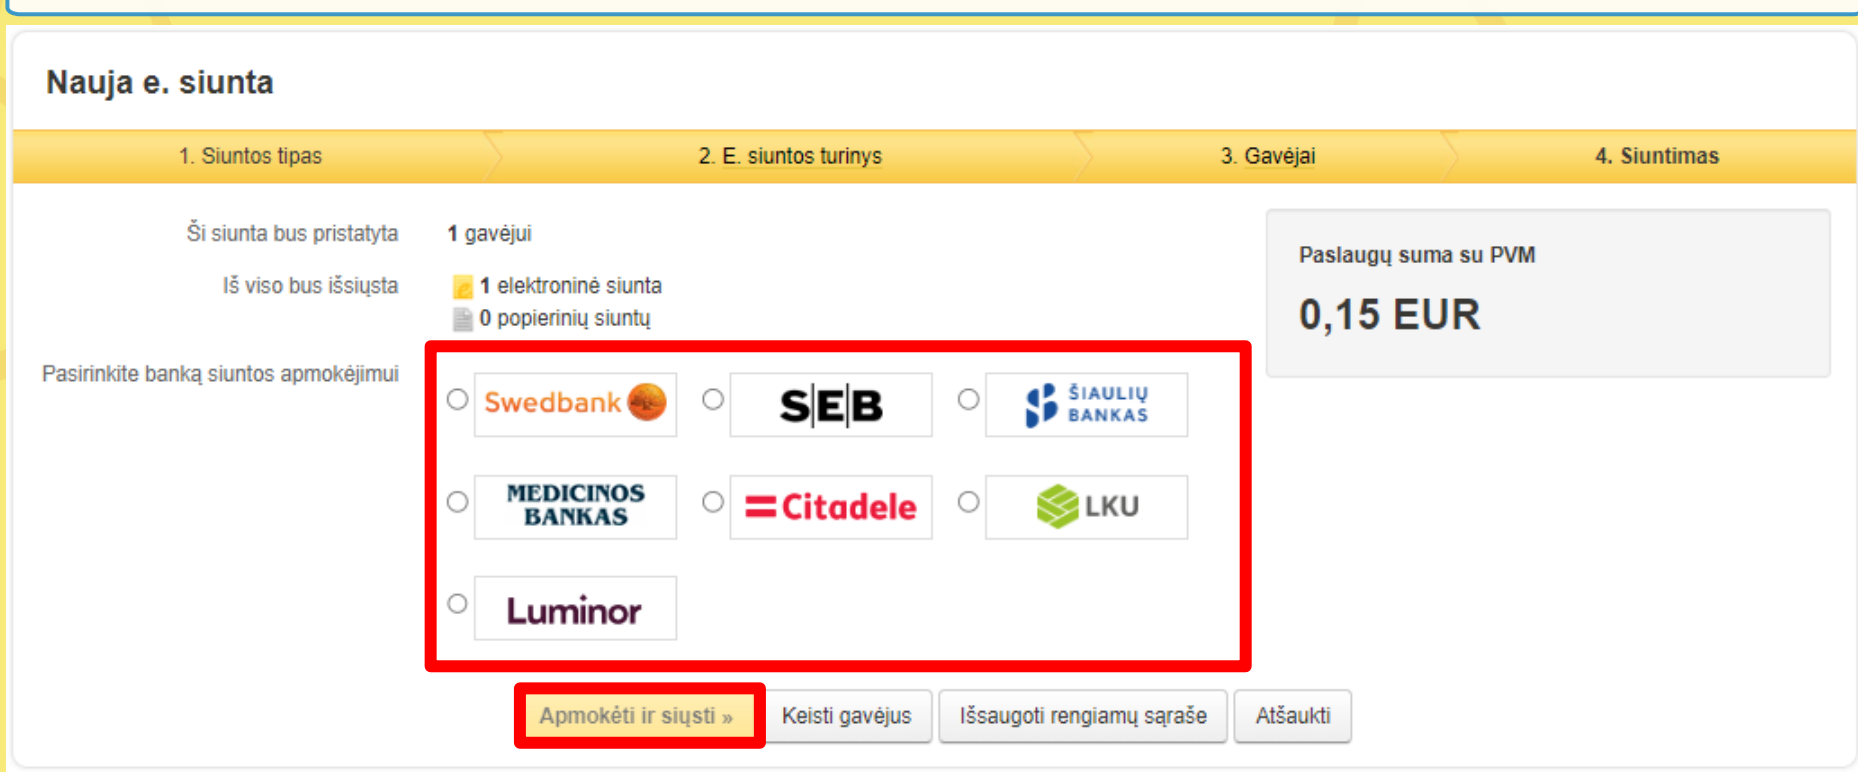 Nauja e. siunta
1. Siuntos tipas
2. E. siuntos turinys
3. Gavėjai
4. Siuntimas
Ši siunta bus pristatyta 1 gavėjui
Iš viso bus išsiųsta 1 elektroninė siunta
0 popierinių siuntų
Paslaugų suma su PVM
0,15 EUR
Pasirinkite banką siuntos apmokėjimui
Swedbank
SEB
ŠIAULIŲ
BANKAS
MEDICINOS
BANKAS
Citadele
LKU
Luminor
Apmokėti ir siųsti »
Keisti gavėjus
Išsaugoti rengiamų sąraše
Atšaukti